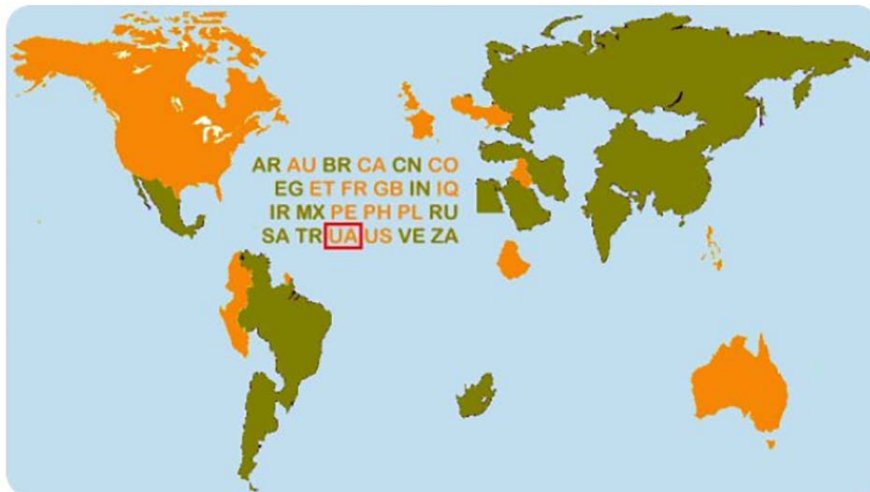 AR AU BR CA CN CO
EG ET FR GB IN IQ
IR MX PE PH PL RU
SA TR UA US VE ZA